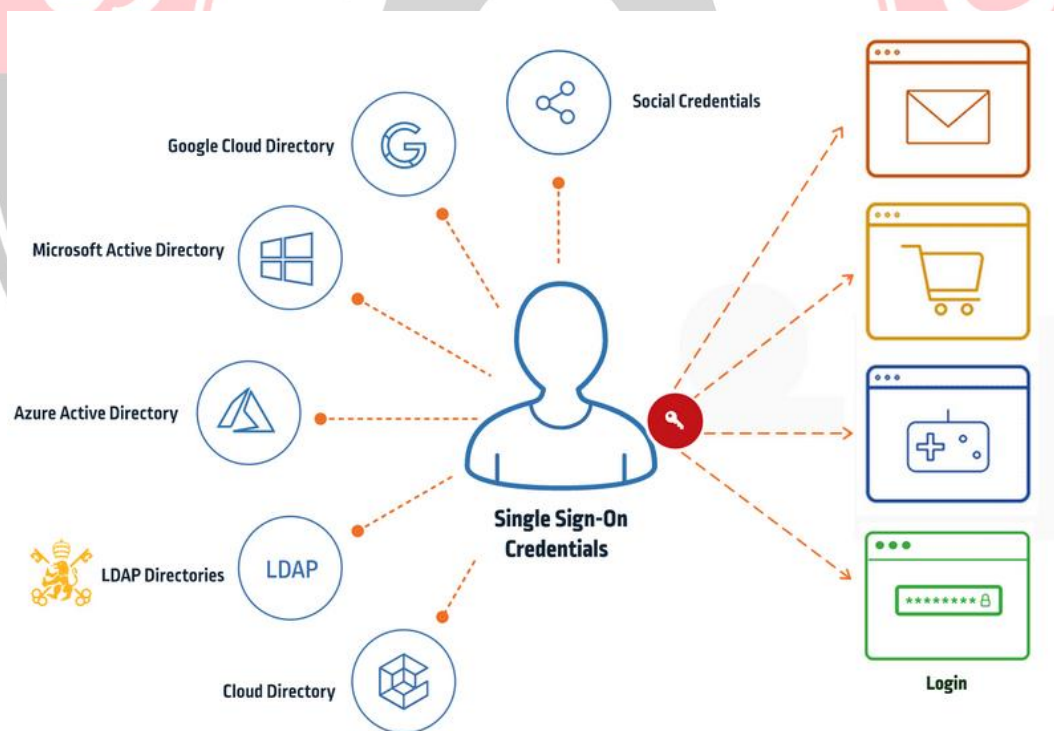 Social Credentials
Google Cloud Directory
Microsoft Active Directory
Azure Active Directory
LDAP Directories
LDAP
Cloud Directory
Single Sign-On
Credentials
********
Login